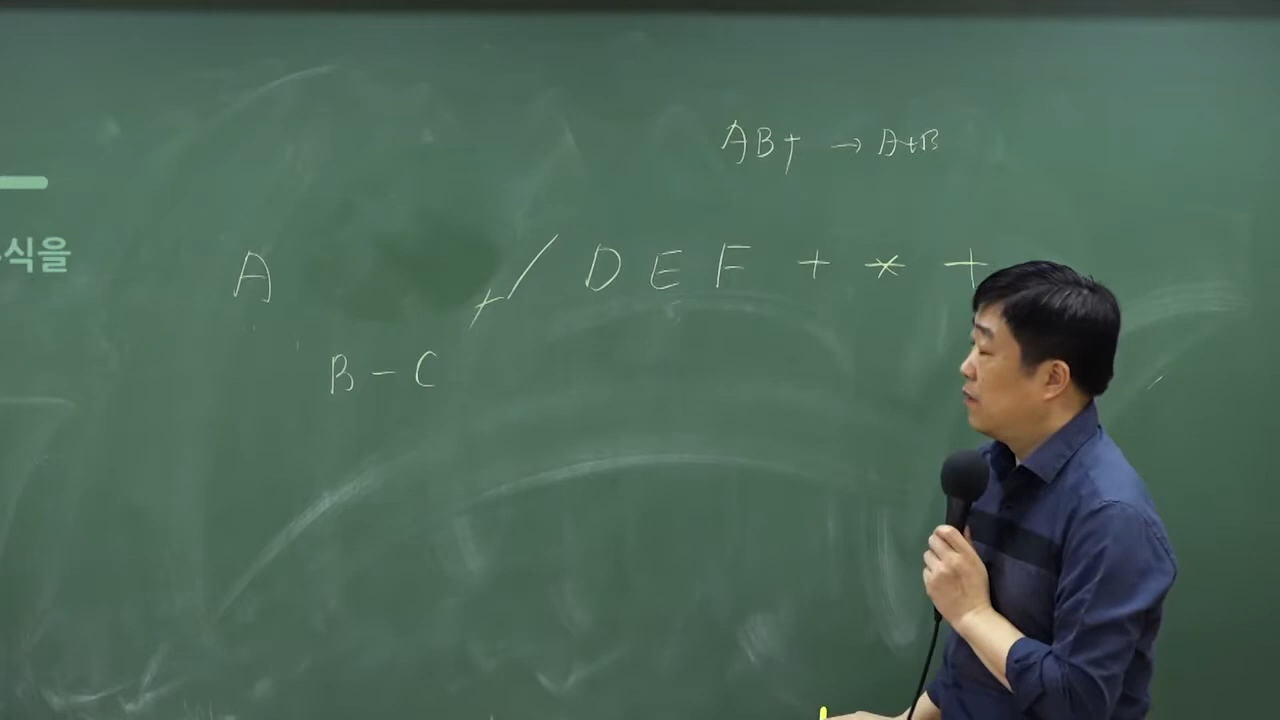 AB+ → A+B
식을
A / D E F + * +
B - C